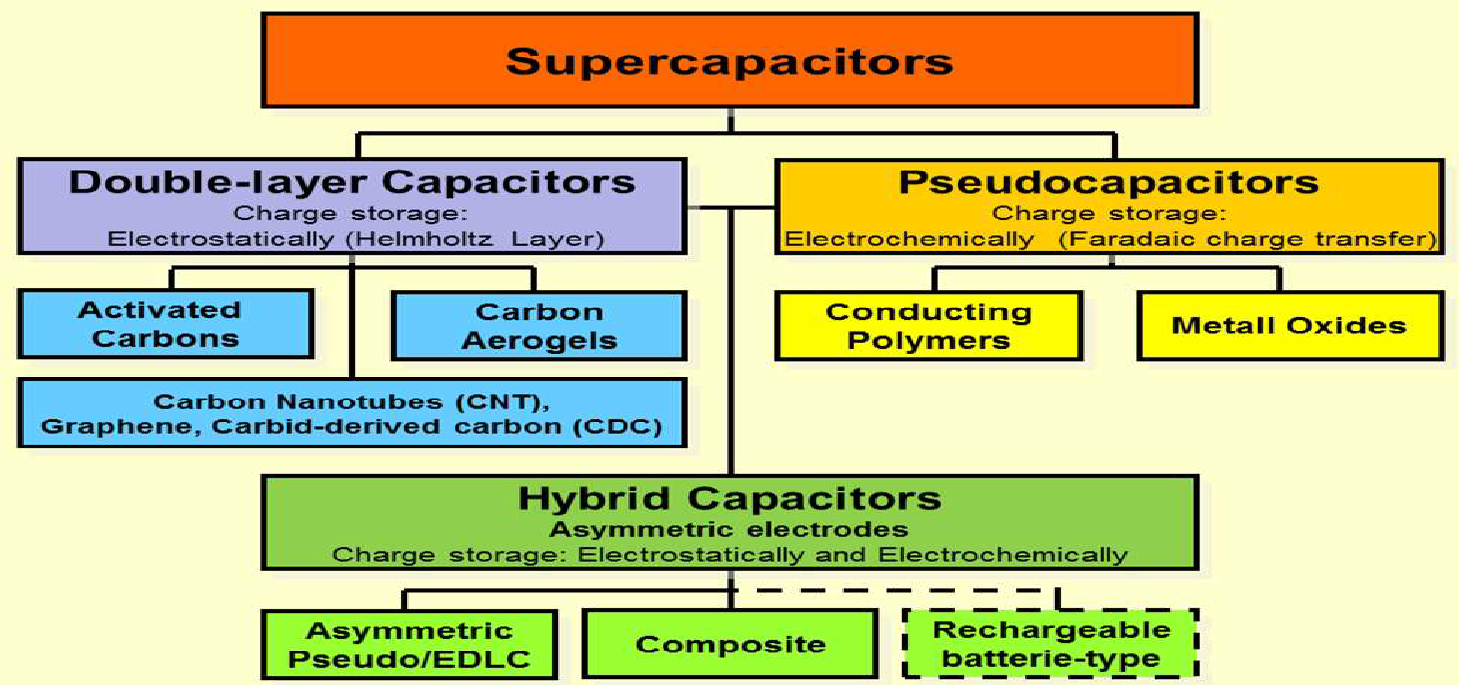 Supercapacitors
Double-layer Capacitors
Charge storage:
Electrostatically (Helmholtz Layer)
Pseudocapacitors
Charge storage:
Electrochemically (Faradaic charge transfer)
Activated
Carbons
Carbon
Aerogels
Conducting
Polymers
Metall Oxides
Carbon Nanotubes (CNT),
Graphene, Carbid-derived carbon (CDC)
Hybrid Capacitors
Asymmetric electrodes
Charge storage: Electrostatically and Electrochemically
Asymmetric
Pseudo/EDLC
Composite
Rechargeable
batterie-type